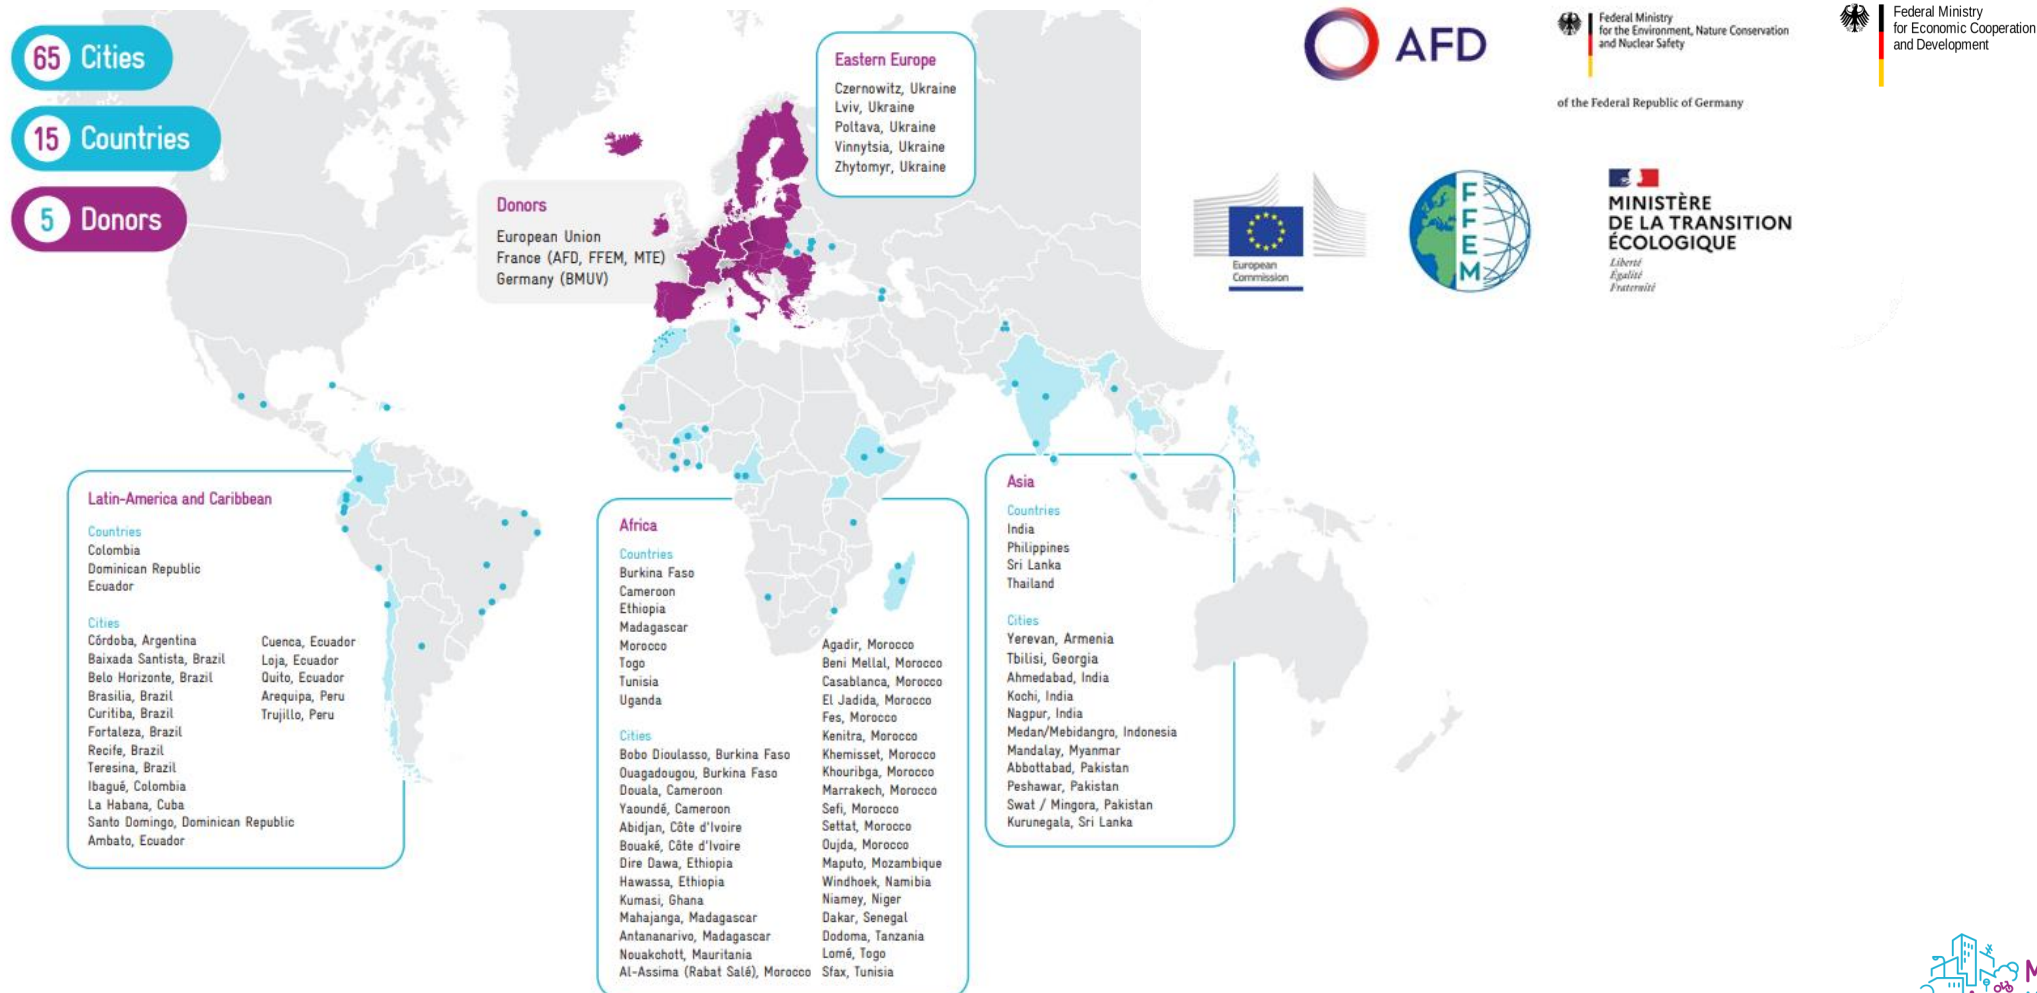 65 Cities
15 Countries
5 Donors
Donors
European Union
France (AFD, FFEM, MTE)
Germany (BMUV)
Eastern Europe
Czernowitz, Ukraine
Lviv, Ukraine
Poltava, Ukraine
Vinnytsia, Ukraine
Zhytomyr, Ukraine
AFD
Federal Ministry
for the Environment, Nature Conservation
and Nuclear Safety
of the Federal Republic of Germany
Federal Ministry
for Economic Cooperation
and Development
European
Commission
F
F
E
M
MINISTÈRE
DE LA TRANSITION
ÉCOLOGIQUE
Liberté
Égalité
Fraternité
Latin-America and Caribbean
Countries
Colombia
Dominican Republic
Ecuador
Cities
Córdoba, Argentina
Baixada Santista, Brazil
Belo Horizonte, Brazil
Brasilia, Brazil
Curitiba, Brazil
Fortaleza, Brazil
Recife, Brazil
Teresina, Brazil
Ibagué, Colombia
La Habana, Cuba
Santo Domingo, Dominican Republic
Ambato, Ecuador
Cuenca, Ecuador
Loja, Ecuador
Quito, Ecuador
Arequipa, Peru
Trujillo, Peru
Africa
Countries
Burkina Faso
Cameroon
Ethiopia
Madagascar
Morocco
Togo
Tunisia
Uganda
Cities
Bobo Dioulasso, Burkina Faso
Ouagadougou, Burkina Faso
Douala, Cameroon
Yaoundé, Cameroon
Abidjan, Côte d'Ivoire
Bouaké, Côte d'Ivoire
Dire Dawa, Ethiopia
Hawassa, Ethiopia
Kumasi, Ghana
Mahajanga, Madagascar
Antananarivo, Madagascar
Nouakchott, Mauritania
Al-Assima (Rabat Salé), Morocco
Agadir, Morocco
Beni Mellal, Morocco
Casablanca, Morocco
El Jadida, Morocco
Fes, Morocco
Kenitra, Morocco
Khemisset, Morocco
Khouribga, Morocco
Marrakech, Morocco
Sefi, Morocco
Settat, Morocco
Oujda, Morocco
Maputo, Mozambique
Windhoek, Namibia
Niamey, Niger
Dakar, Senegal
Dodoma, Tanzania
Lomé, Togo
Sfax, Tunisia
Asia
Countries
India
Philippines
Sri Lanka
Thailand
Cities
Yerevan, Armenia
Tbilisi, Georgia
Ahmedabad, India
Kochi, India
Nagpur, India
Medan/Mebidangro, Indonesia
Mandalay, Myanmar
Abbottabad, Pakistan
Peshawar, Pakistan
Swat / Mingora, Pakistan
Kurunegala, Sri Lanka